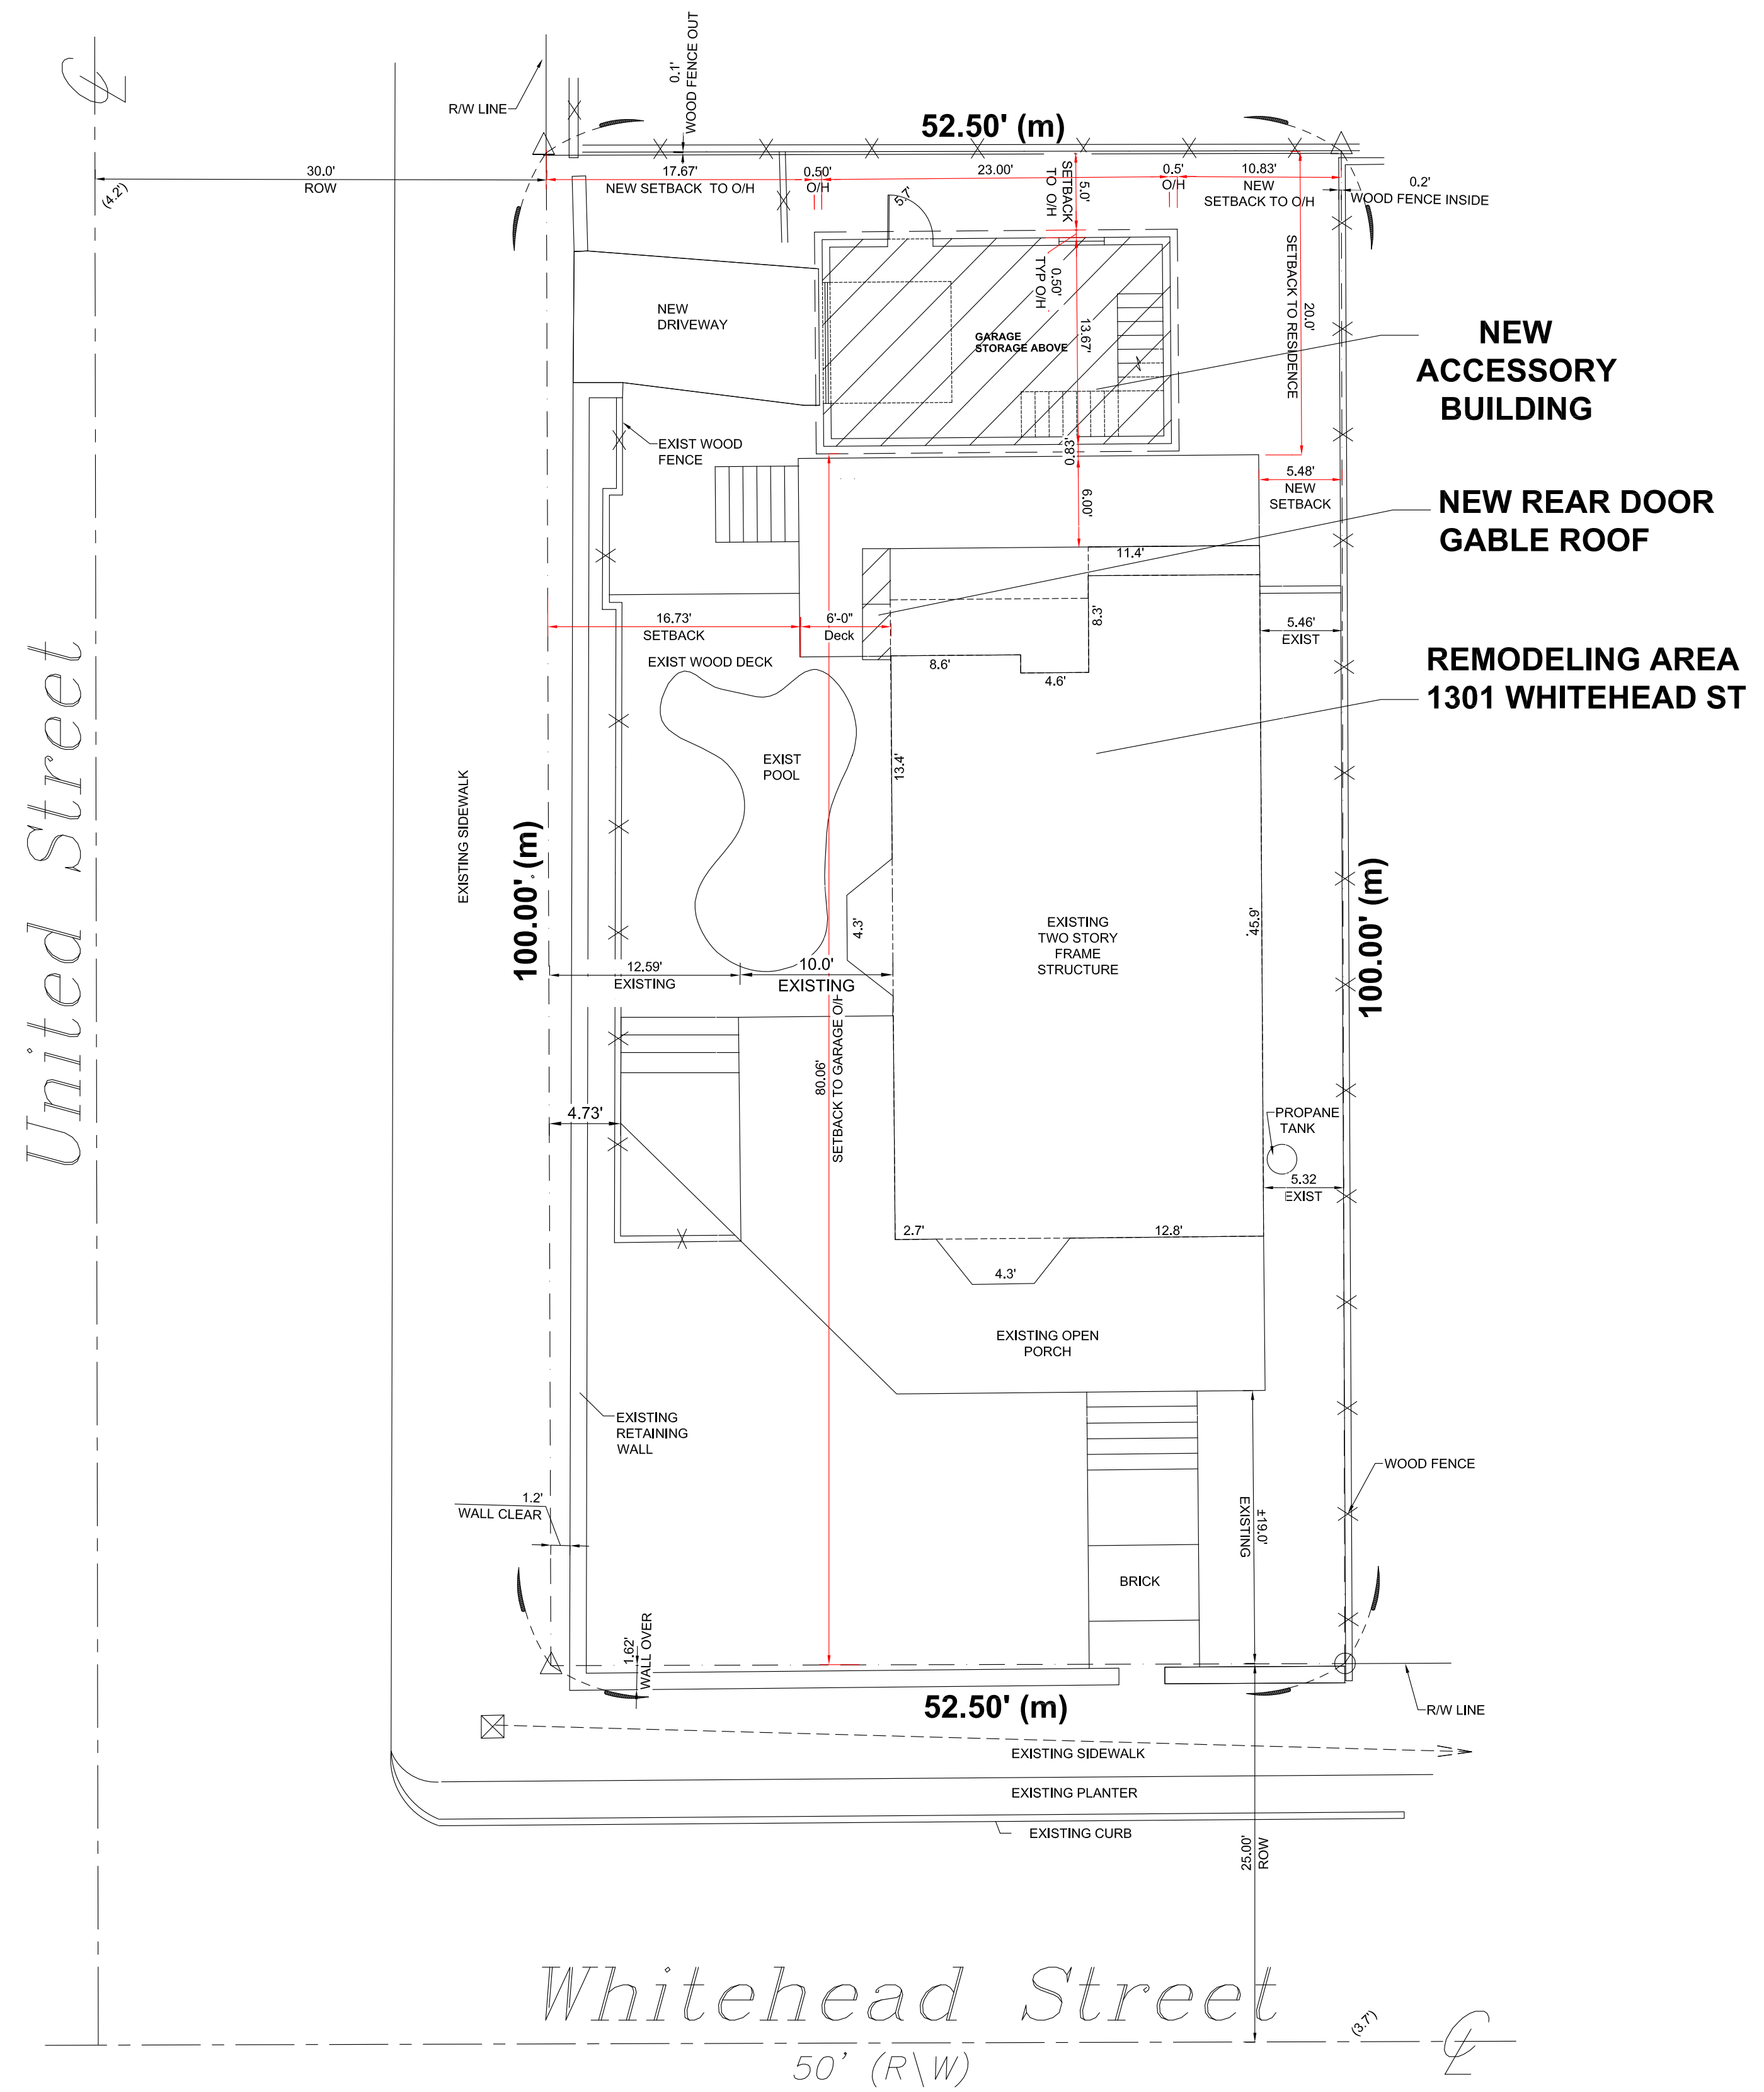 0.1'
WOOD FENCE OUT
R/W LINE
52.50' (m)
30.0'
ROW
(4.2')
17.67'
NEW SETBACK TO O/H
0.50'
O/H
23.00'
5.0'
SETBACK
TO O/H
0.5'
O/H
10.83'
NEW
SETBACK TO O/H
0.2'
WOOD FENCE INSIDE
5.7'
0.50'
TYP O/H
20.0'
SETBACK TO RESIDENCE
NEW
DRIVEWAY
13.67'
GARAGE
STORAGE ABOVE
NEW
ACCESSORY
BUILDING
EXIST WOOD
FENCE
0.83'
6.00'
5.48'
NEW
SETBACK
NEW REAR DOOR
GABLE ROOF
11.4'
8.3'
16.73'
SETBACK
6'-0"
Deck
5.46'
EXIST
EXIST WOOD DECK
8.6'
4.6'
REMODELING AREA
1301 WHITEHEAD ST
EXIST
POOL
13.4'
United Street
EXISTING SIDEWALK
100.00' (m)
4.3'
EXISTING
TWO STORY
FRAME
STRUCTURE
45.9'
100.00' (m)
12.59'
EXISTING
10.0'
EXISTING
80.06'
SETBACK TO GARAGE O/H
4.73'
PROPANE
TANK
5.32
EXIST
2.7'
12.8'
4.3'
EXISTING OPEN
PORCH
EXISTING
RETAINING
WALL
WOOD FENCE
1.2'
WALL CLEAR
±19.0'
EXISTING
BRICK
1.62'
WALL OVER
52.50' (m)
R/W LINE
EXISTING SIDEWALK
EXISTING PLANTER
EXISTING CURB
25.00'
ROW
Whitehead Street
(3.7')
50' (R\W)